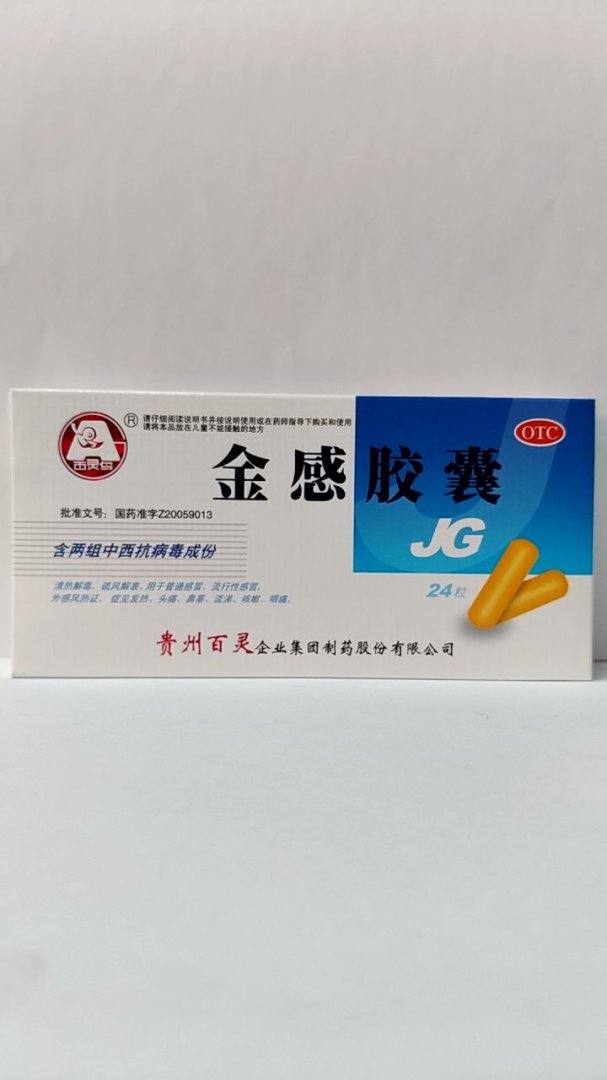 百灵鸟
®
请仔细阅读说明书并按说明使用或在药师指导下购买和使用
请将本品放在儿童不能接触的地方
OTC
金感胶囊
批准文号：国药准字Z20059013
JG
含两组中西抗病毒成份
清热解毒，疏风解表。用于普通感冒，流行性感冒，
外感风热证，症见发热、头痛、鼻塞、流涕、咳嗽、咽痛。
24粒
贵州百灵企业集团制药股份有限公司